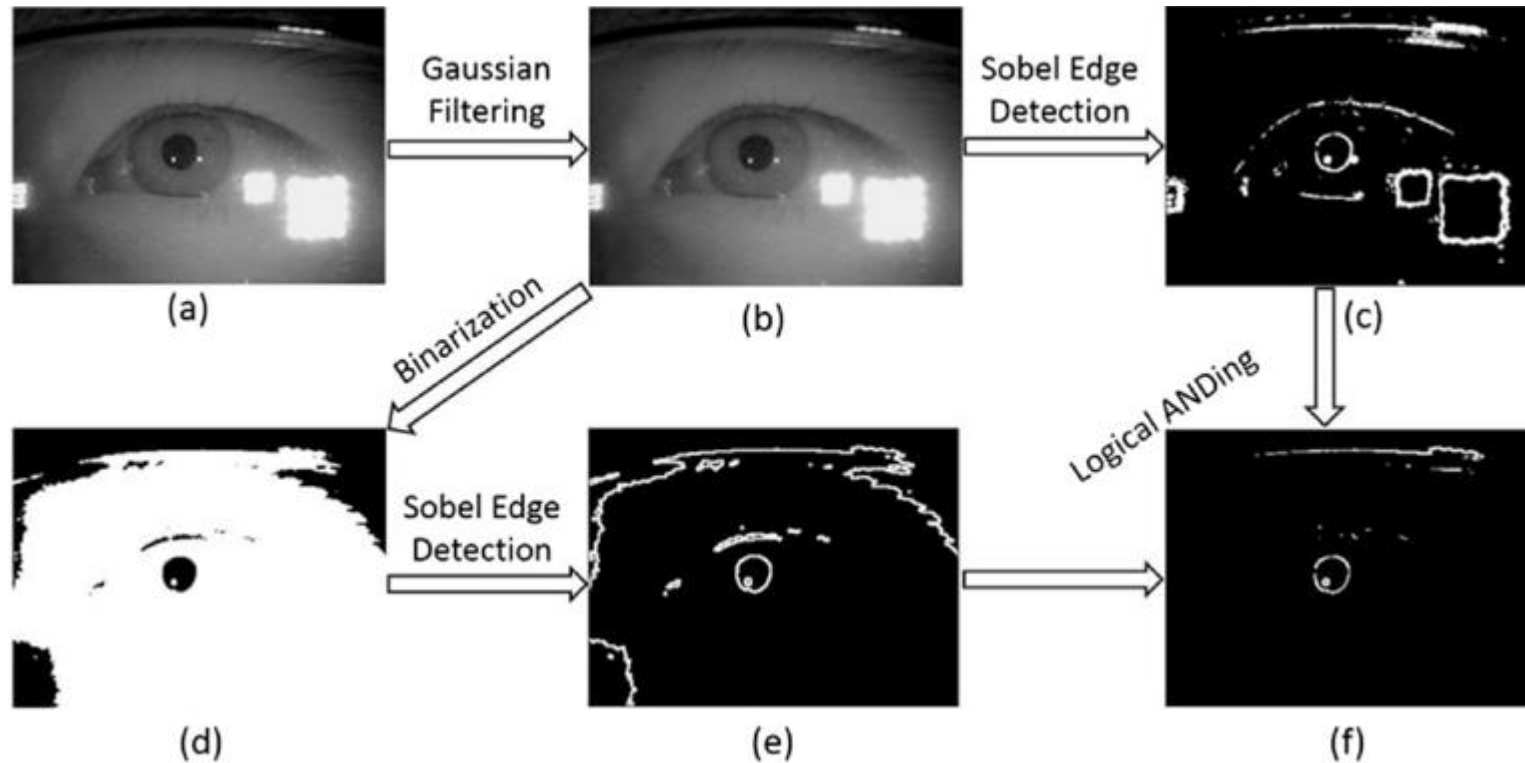 Gaussian
Filtering
Sobel Edge
Detection
(a)
(b)
(c)
Binarization
Logical ANDing
Sobel Edge
Detection
(d)
(e)
(f)